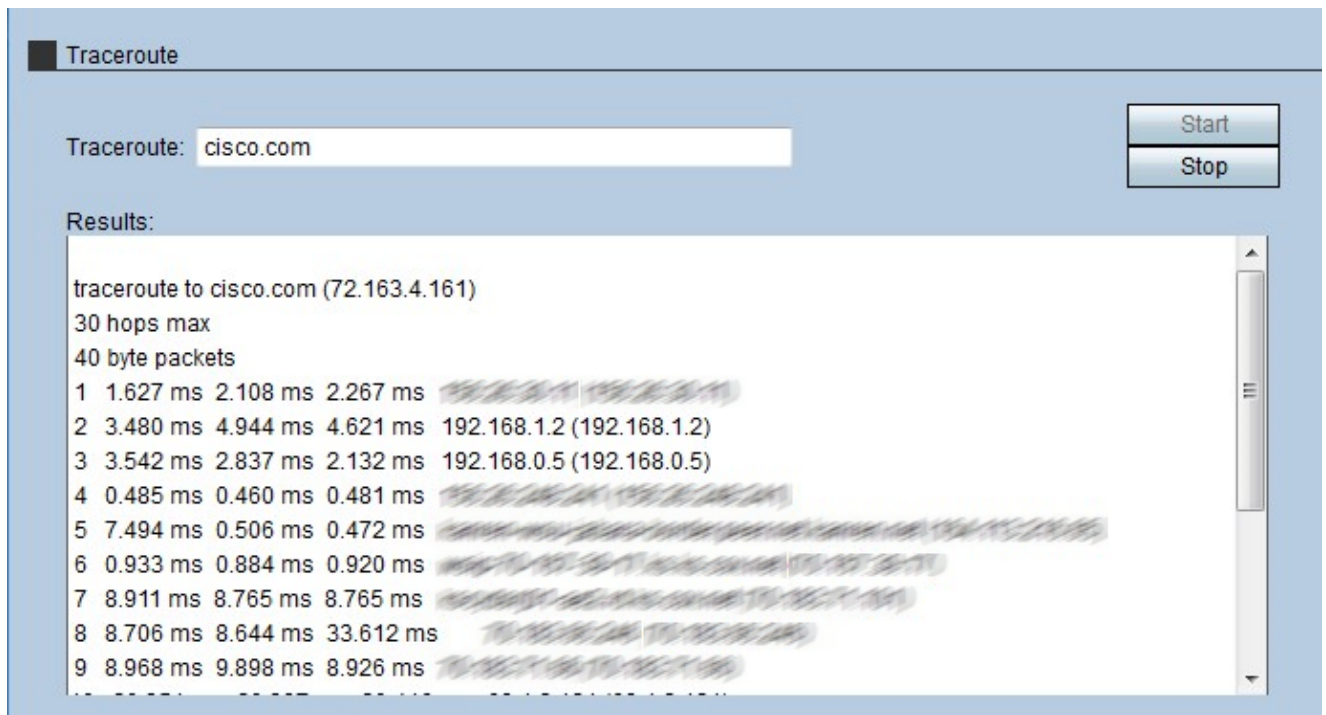 Traceroute
Traceroute: cisco.com
Start
Stop
Results:
traceroute to cisco.com (72.163.4.161)
30 hops max
40 byte packets
1 1.627 ms 2.108 ms 2.267 ms
2 3.480 ms 4.944 ms 4.621 ms 192.168.1.2 (192.168.1.2)
3 3.542 ms 2.837 ms 2.132 ms 192.168.0.5 (192.168.0.5)
4 0.485 ms 0.460 ms 0.481 ms
5 7.494 ms 0.506 ms 0.472 ms
6 0.933 ms 0.884 ms 0.920 ms
7 8.911 ms 8.765 ms 8.765 ms
8 8.706 ms 8.644 ms 33.612 ms
9 8.968 ms 9.898 ms 8.926 ms